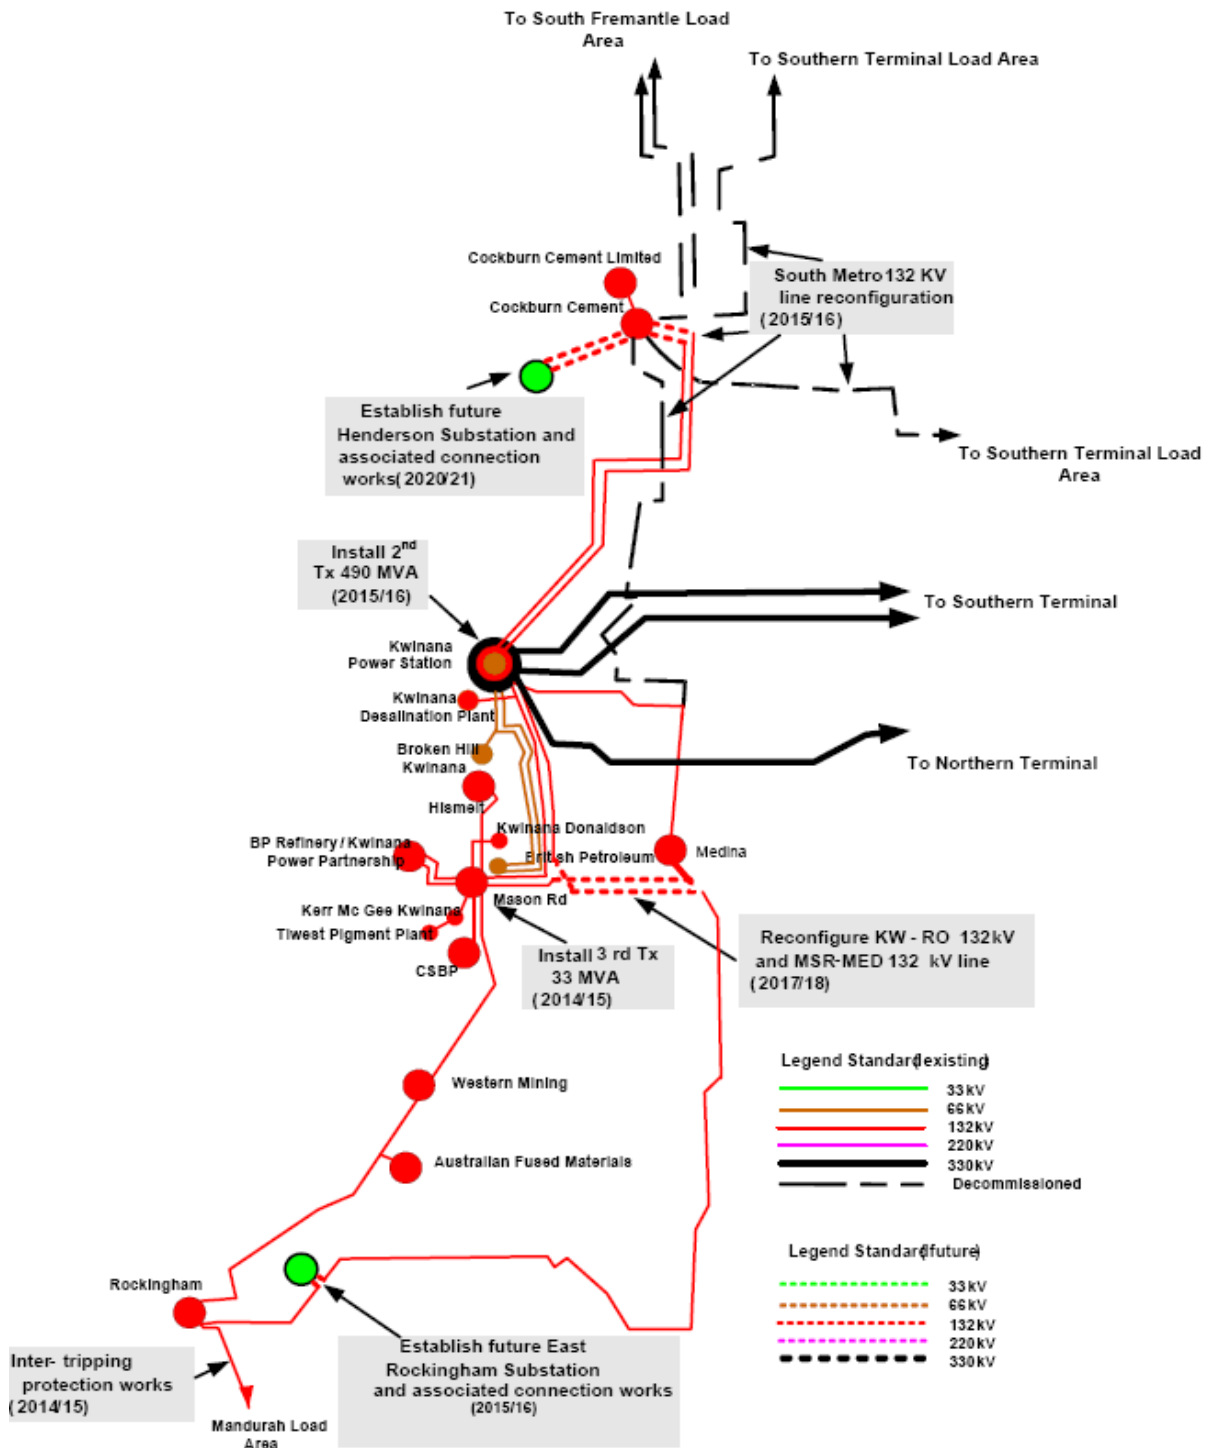 To South Fremantle Load
Area
To Southern Terminal Load Area
Cockburn Cement Limited
Cockburn Cement
South Metro 132 KV
line reconfiguration
(2015/16)
Establish future
Henderson Substation and
associated connection
works(2020/21)
To Southern Terminal Load
Area
Install 2nd
Tx 490 MVA
(2015/16)
To Southern Terminal
Kwinana
Power Station
Kwinana
Desalination Plant
Broken Hill
Kwinana
To Northern Terminal
Hismelt
Kwinana Donaldson
BP Refinery / Kwinana
Power Partnership
British Petroleum
Medina
Mason Rd
Kerr Mc Gee Kwinana
Tiwest Pigment Plant
CSBP
Install 3 rd Tx
33 MVA
(2014/15)
Reconfigure KW - RO 132kV
and MSR-MED 132 kV line
(2017/18)
Western Mining
Australian Fused Materials
Legend Standard (existing)
33kV
66kV
132kV
220kV
330kV
Decommissioned
Legend Standard (future)
33kV
66kV
132kV
220kV
330kV
Rockingham
Establish future East
Rockingham Substation
and associated connection works
(2015/16)
Inter- tripping
protection works
(2014/15)
Mandurah Load
Area